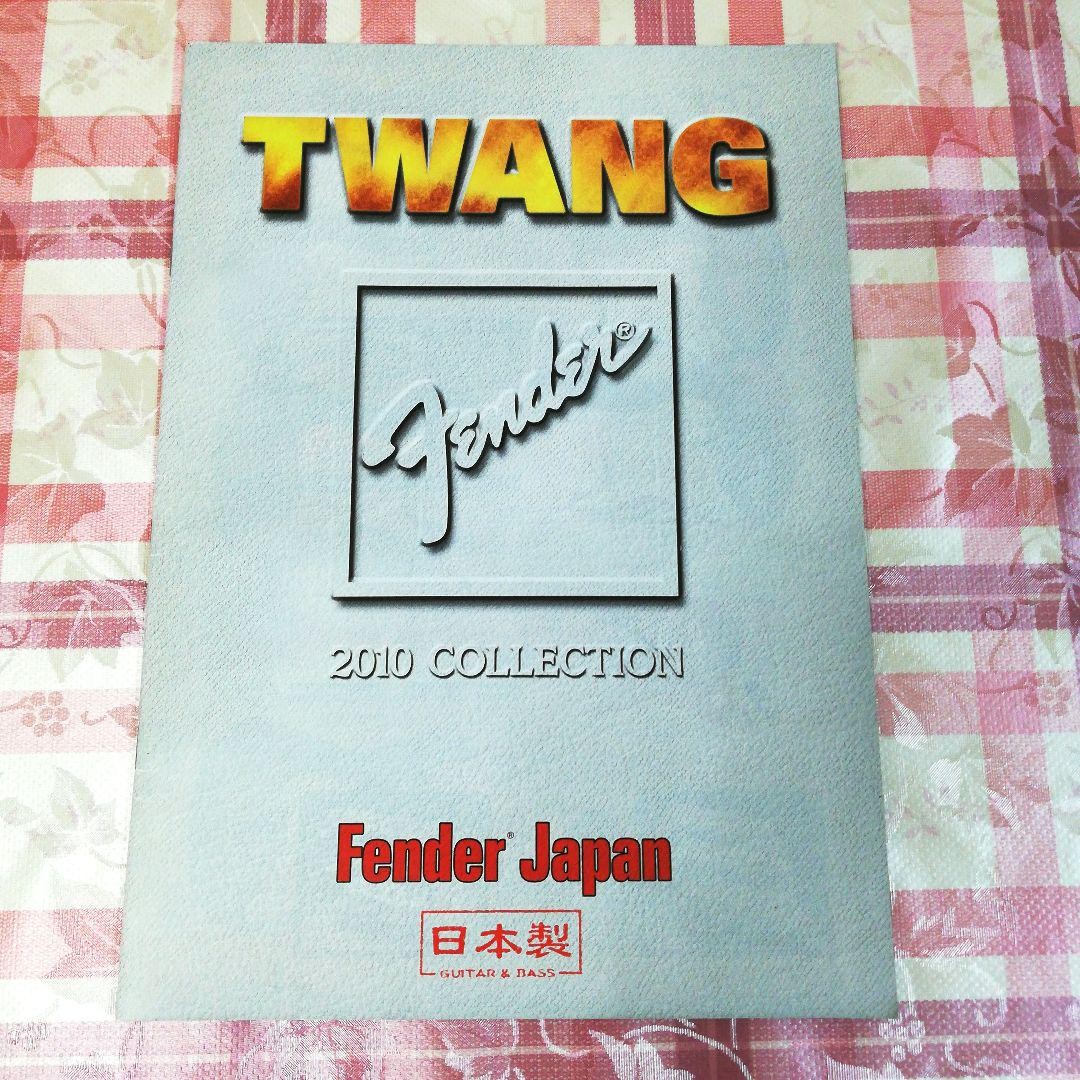 TWANG
Fender®
2010 COLLECTION
Fender® Japan
日本製
GUITAR & BASS